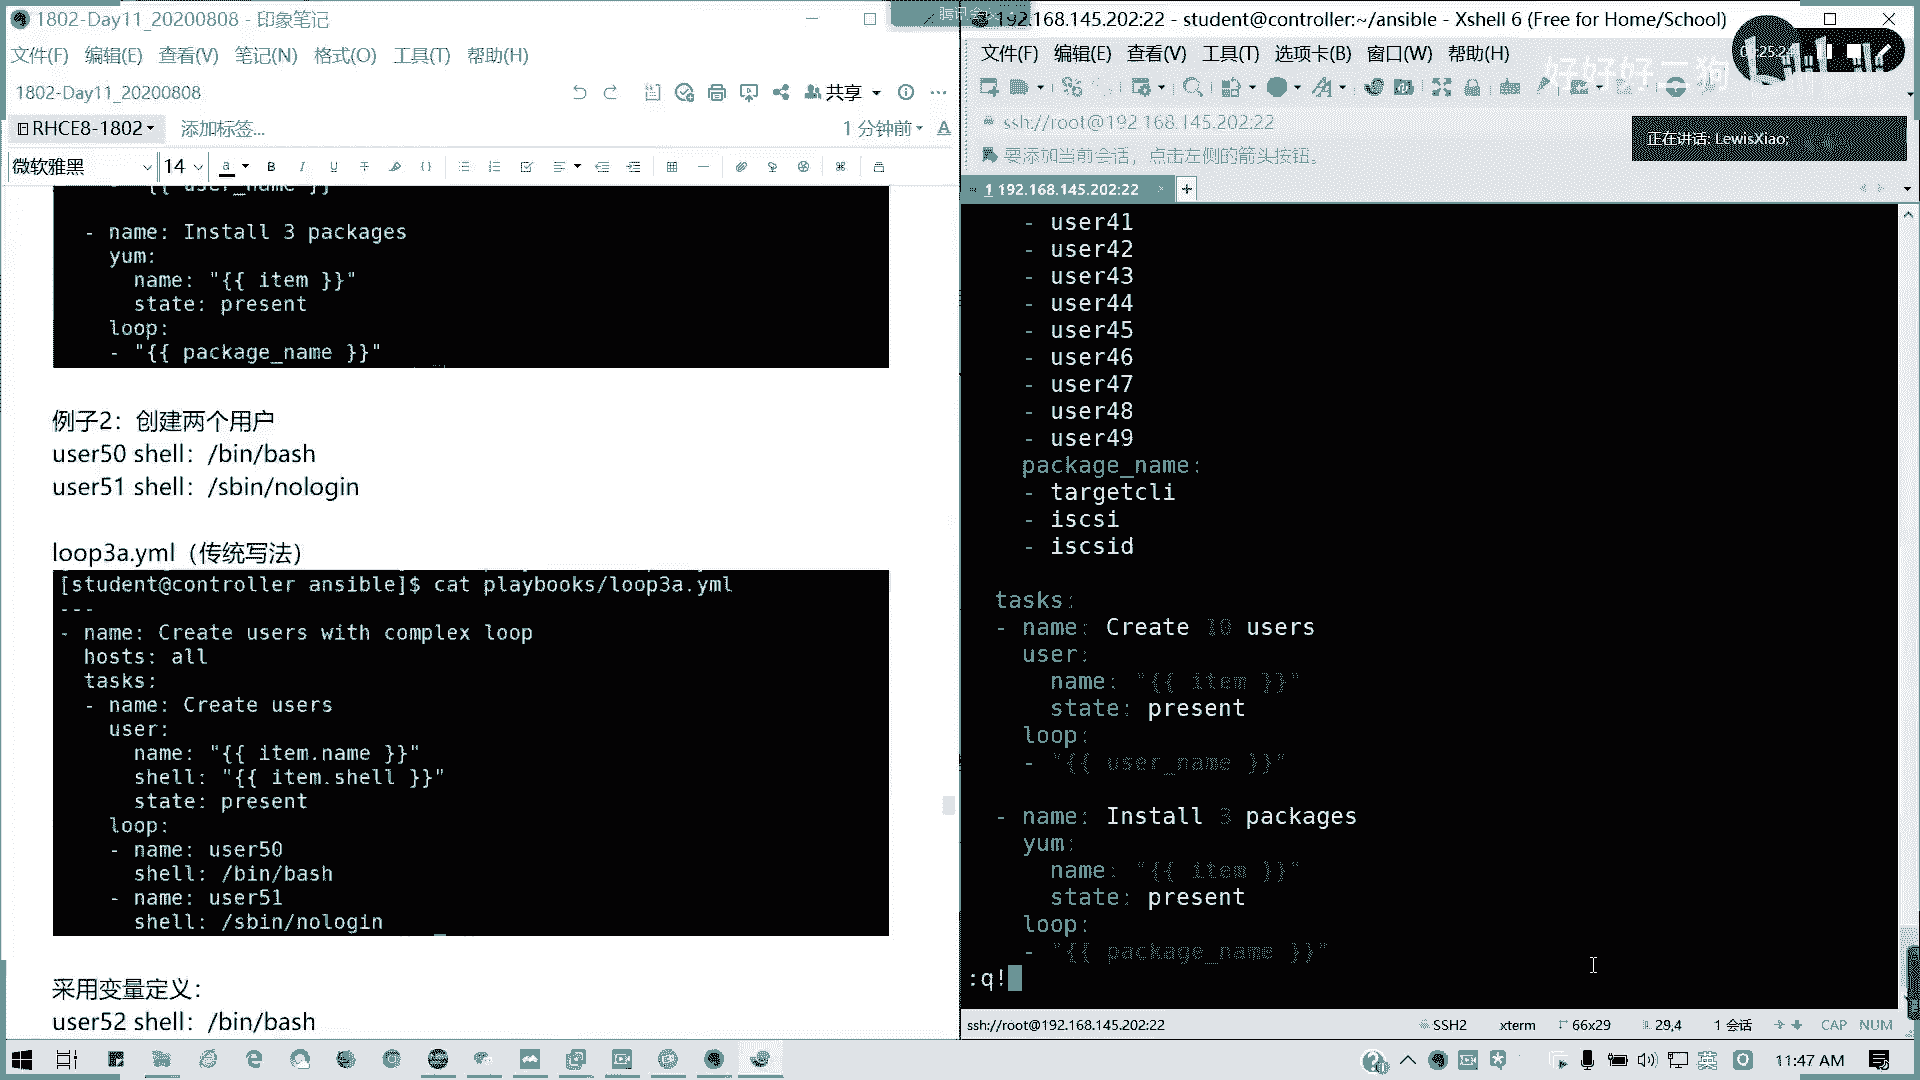 1802-Day11_20200808 - 印象笔记
文件(F) 编辑(E) 查看(V) 笔记(N) 格式(O) 工具(T) 帮助(H)
1802-Day11_20200808
共享
RHCE8-1802
添加标签...
1 分钟前
微软雅黑
14
- "{{ user_name }}"
- name: Install 3 packages
yum:
name: "{{ item }}"
state: present
loop:
- "{{ package_name }}"
例子2：创建两个用户
user50 shell：/bin/bash
user51 shell：/sbin/nologin
loop3a.yml（传统写法）
[student@controller ansible]$ cat playbooks/loop3a.yml
---
- name: Create users with complex loop
hosts: all
tasks:
- name: Create users
user:
name: "{{ item.name }}"
shell: "{{ item.shell }}"
state: present
loop:
- name: user50
shell: /bin/bash
- name: user51
shell: /sbin/nologin
采用变量定义：
user52 shell：/bin/bash
192.168.145.202:22 - student@controller:~/ansible - Xshell 6 (Free for Home/School)
文件(F) 编辑(E) 查看(V) 工具(T) 选项卡(B) 窗口(W) 帮助(H)
好好好二狗
ssh://root@192.168.145.202:22
正在讲话: LewisXiao;
要添加当前会话，点击左侧的箭头按钮。
1 192.168.145.202:22
- user41
- user42
- user43
- user44
- user45
- user46
- user47
- user48
- user49
package_name:
- targetcli
- iscsi
- iscsid
tasks:
- name: Create 10 users
user:
name: "{{ item }}"
state: present
loop:
- "{{ user_name }}"
- name: Install 3 packages
yum:
name: "{{ item }}"
state: present
loop:
- "{{ package_name }}"
:q!
ssh://root@192.168.145.202:22
SSH2
xterm
66x29
29,4
1 会话
CAP NUM
英
11:47 AM